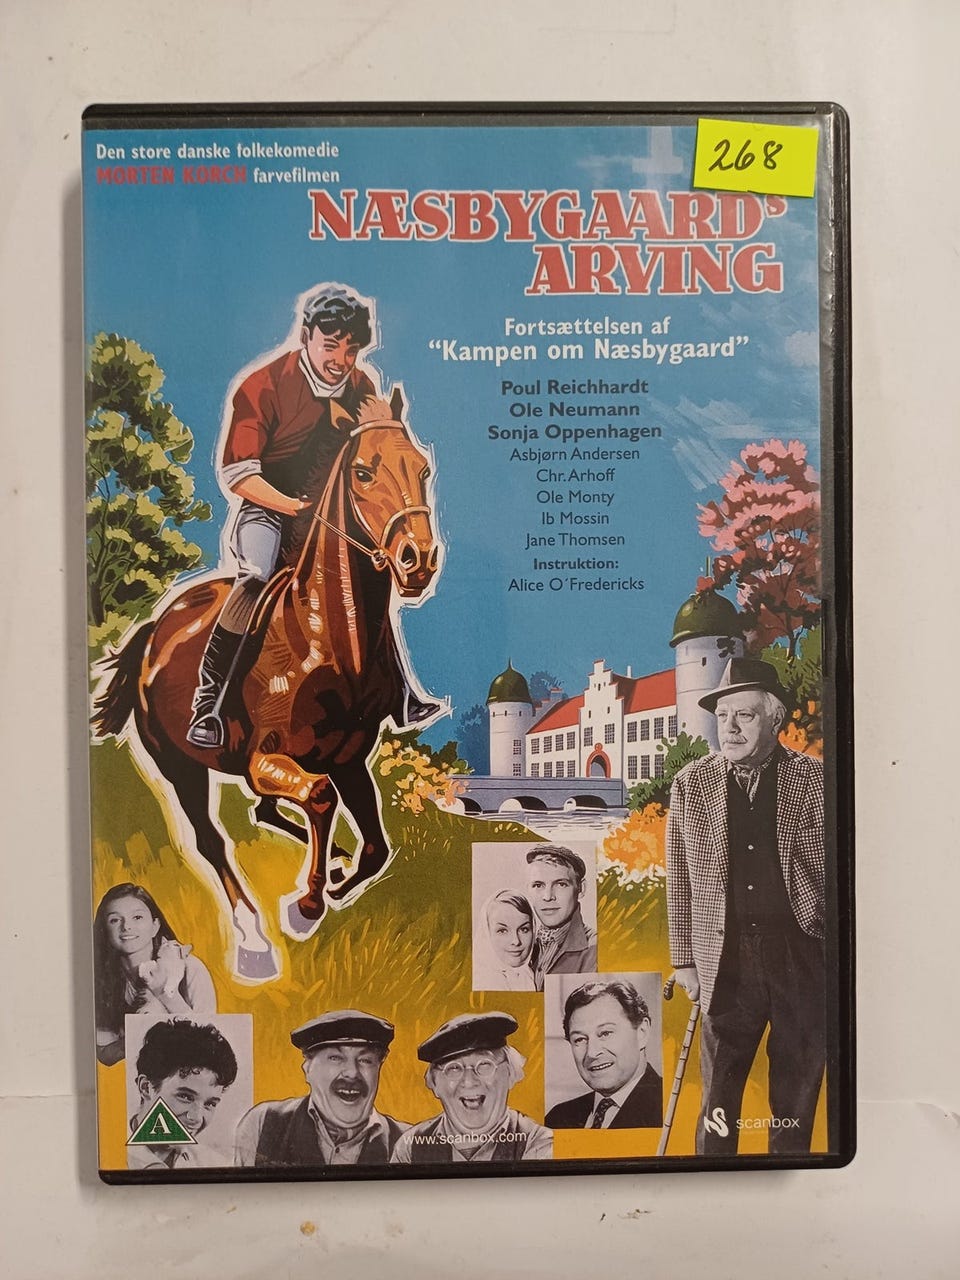 Den store danske folkekomedie
MORTEN KORCH farvefilmen
268
NÆSBYGAARDs
ARVING
Fortsættelsen af
“Kampen om Næsbygaard”
Poul Reichhardt
Ole Neumann
Sonja Oppenhagen
Asbjørn Andersen
Chr. Arhoff
Ole Monty
Ib Mossin
Jane Thomsen
Instruktion:
Alice O´Fredericks
A
www.scanbox.com
scanbox